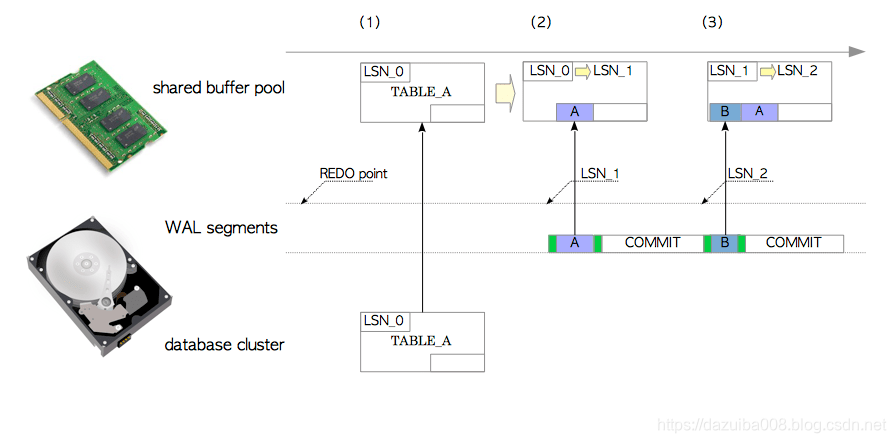 (1)
(2)
(3)
shared buffer pool
LSN_0
TABLE_A
LSN_0 LSN_1
A
LSN_1 LSN_2
B A
REDO point
LSN_1
LSN_2
WAL segments
A COMMIT B COMMIT
database cluster
LSN_0
TABLE_A
https://dazuiba008.blog.csdn.net